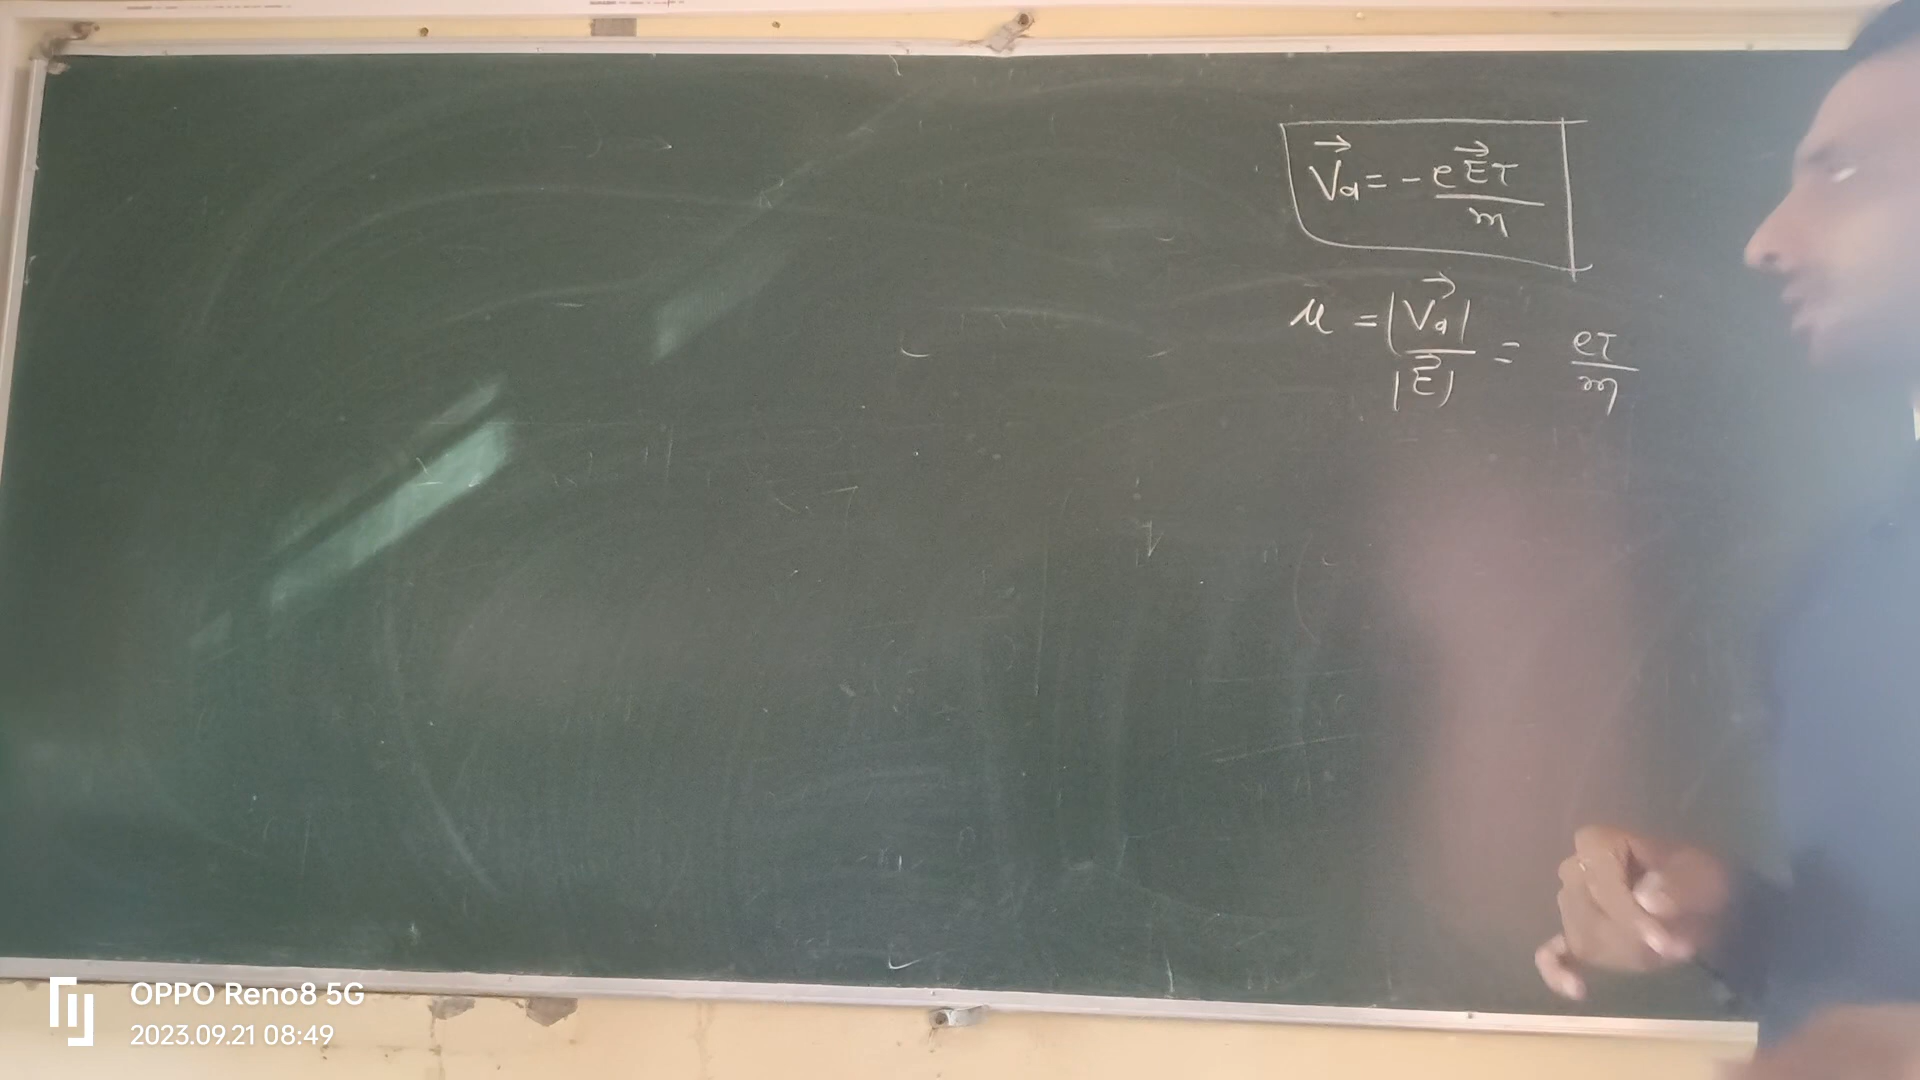 V⃗d = - eE⃗τ/m
μ = |V⃗d|/|E⃗| = eτ/m
OPPO Reno8 5G
2023.09.21 08:49